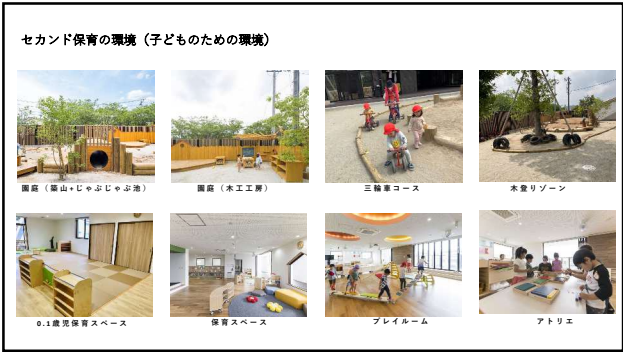 セカンド保育の環境（子どものための環境）
園庭（築山+じゃぶじゃぶ池）
園庭（木工工房）
三輪車コース
木登りゾーン
0.1歳児保育スペース
保育スペース
プレイルーム
アトリエ